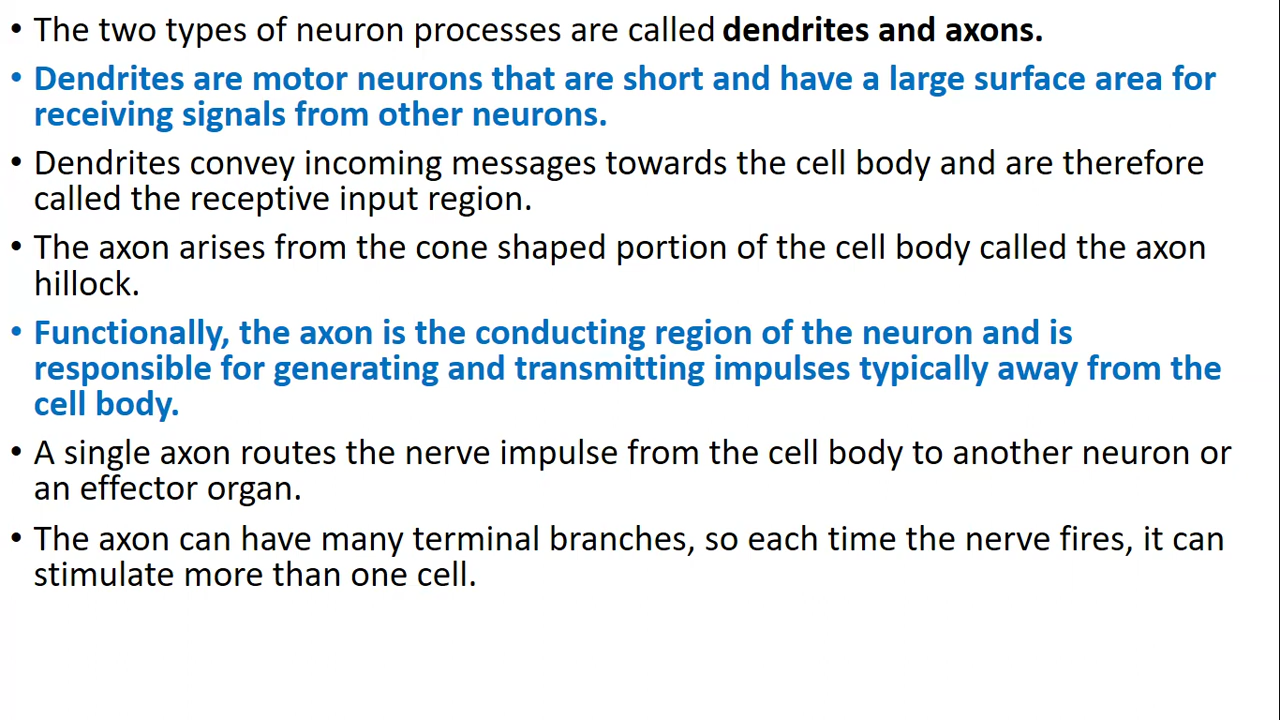 • The two types of neuron processes are called dendrites and axons.
• Dendrites are motor neurons that are short and have a large surface area for
receiving signals from other neurons.
• Dendrites convey incoming messages towards the cell body and are therefore
called the receptive input region.
• The axon arises from the cone shaped portion of the cell body called the axon
hillock.
• Functionally, the axon is the conducting region of the neuron and is
responsible for generating and transmitting impulses typically away from the
cell body.
• A single axon routes the nerve impulse from the cell body to another neuron or
an effector organ.
• The axon can have many terminal branches, so each time the nerve fires, it can
stimulate more than one cell.